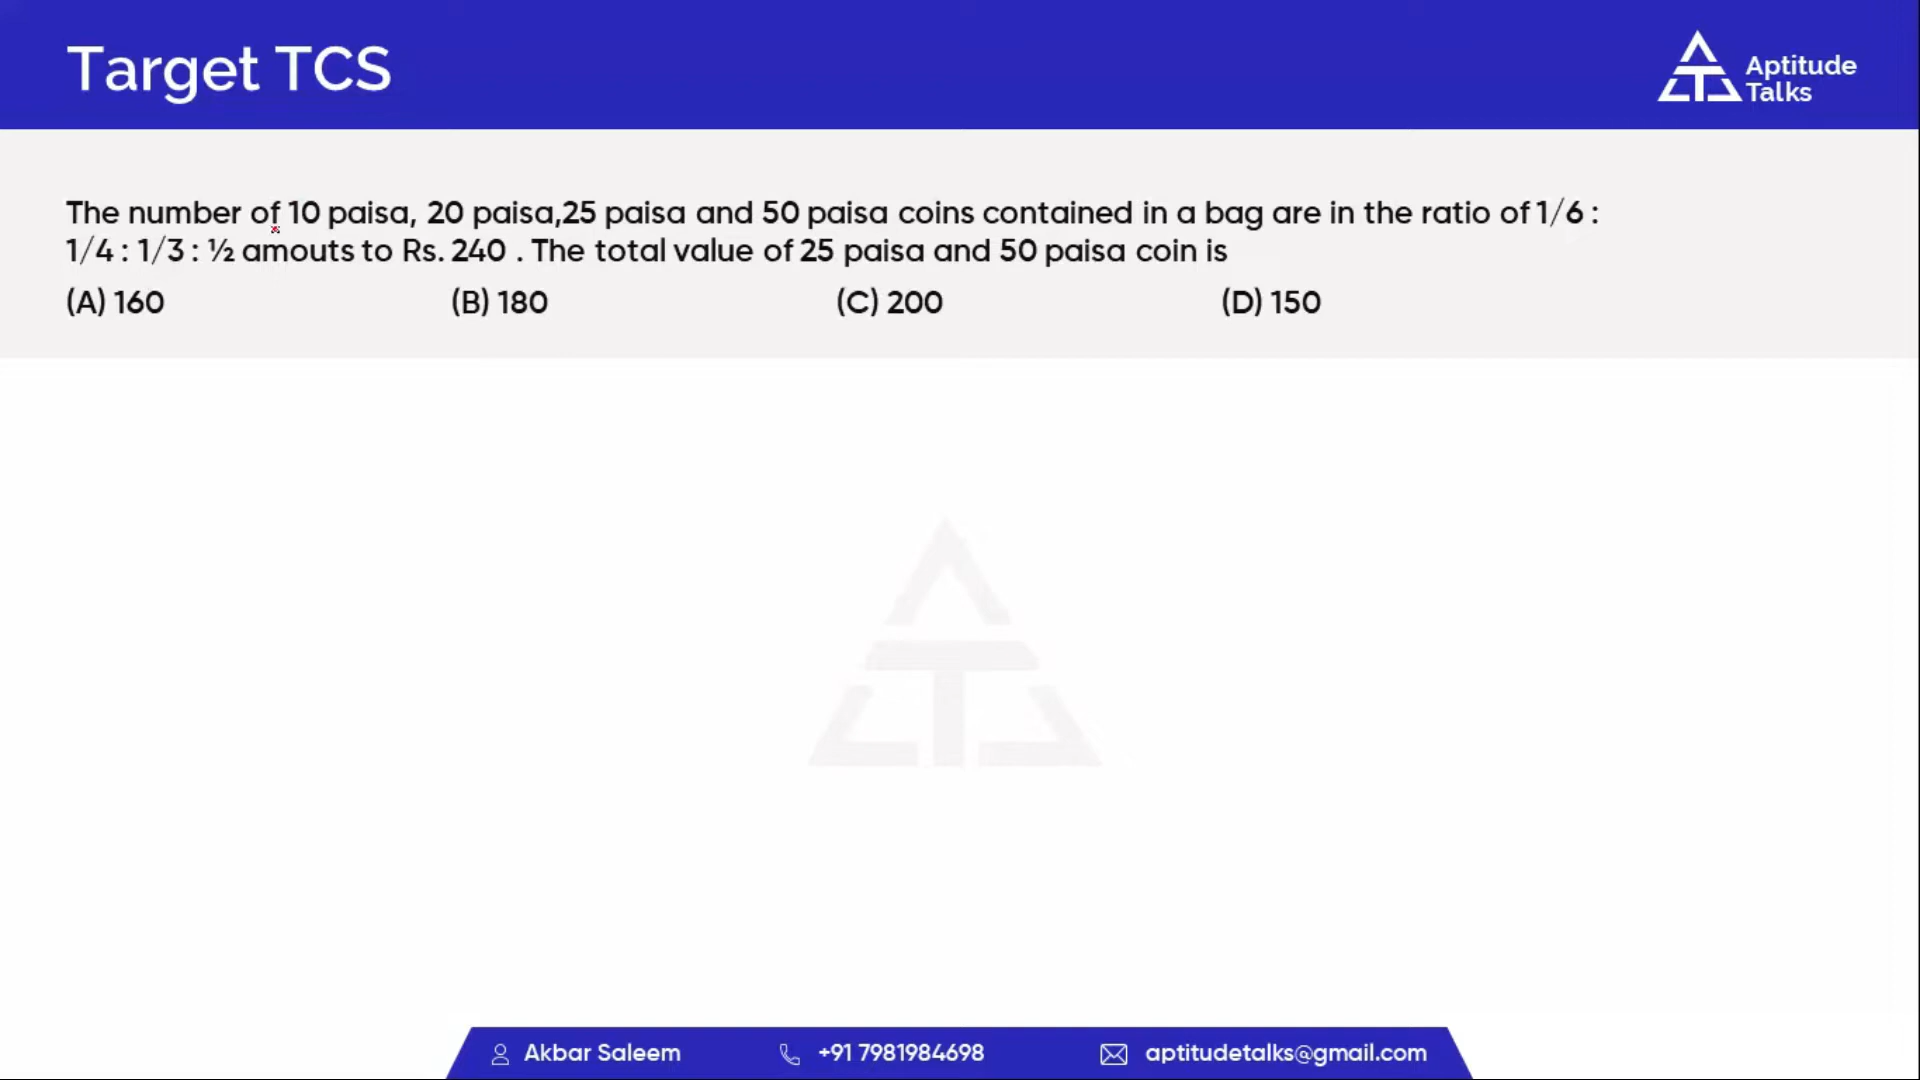 Target TCS
Aptitude
Talks
The number of 10 paisa, 20 paisa,25 paisa and 50 paisa coins contained in a bag are in the ratio of 1/6 :
1/4 : 1/3 : ½ amouts to Rs. 240 . The total value of 25 paisa and 50 paisa coin is
(A) 160 (B) 180 (C) 200 (D) 150
Akbar Saleem +91 7981984698 aptitudetalks@gmail.com